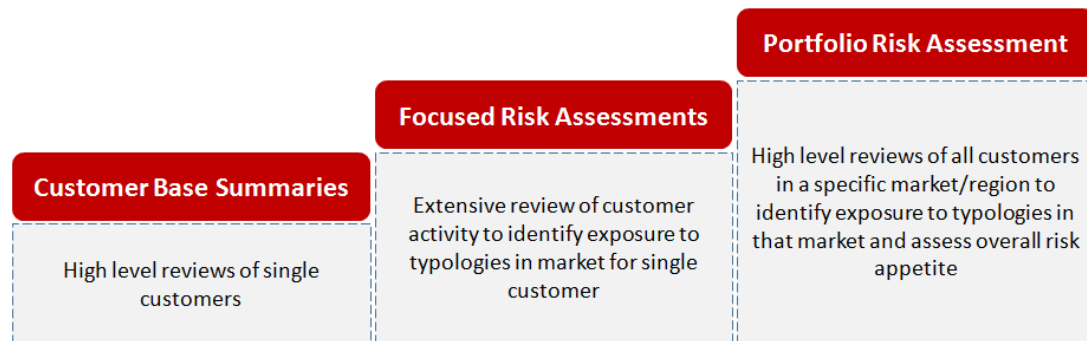 Customer Base Summaries
High level reviews of single
customers
Focused Risk Assessments
Extensive review of customer
activity to identify exposure to
typologies in market for single
customer
Portfolio Risk Assessment
High level reviews of all customers
in a specific market/region to
identify exposure to typologies in
that market and assess overall risk
appetite